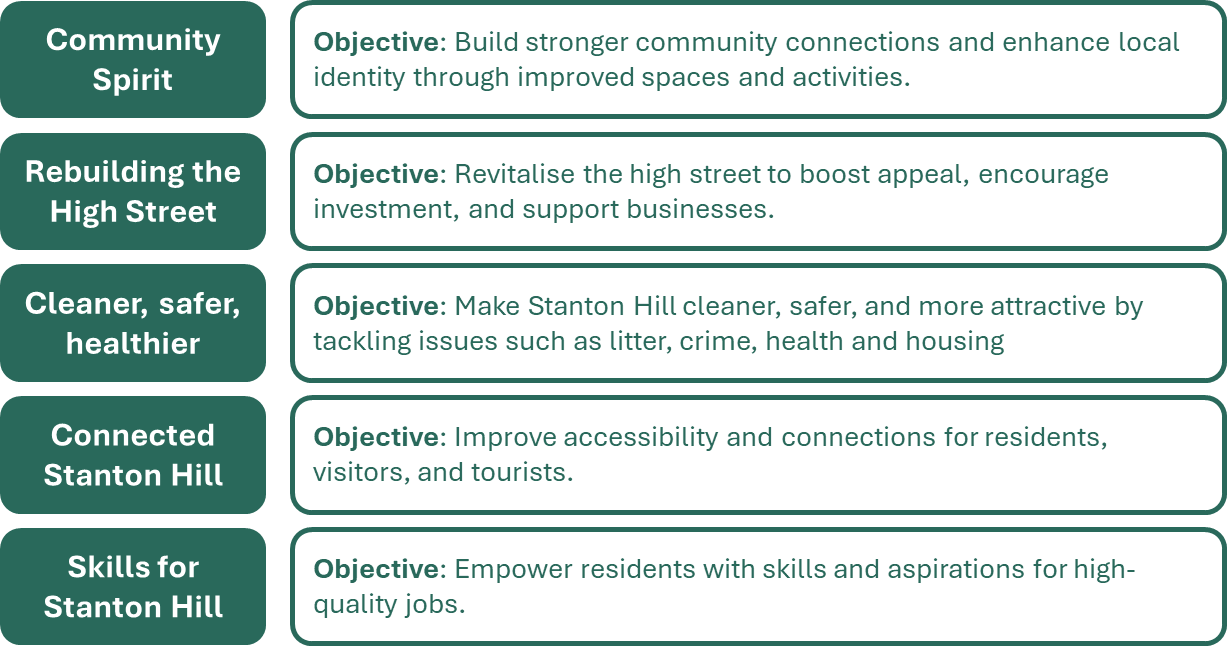 Community
Spirit
Objective: Build stronger community connections and enhance local
identity through improved spaces and activities.
Rebuilding the
High Street
Objective: Revitalise the high street to boost appeal, encourage
investment, and support businesses.
Cleaner, safer,
healthier
Objective: Make Stanton Hill cleaner, safer, and more attractive by
tackling issues such as litter, crime, health and housing
Connected
Stanton Hill
Objective: Improve accessibility and connections for residents,
visitors, and tourists.
Skills for
Stanton Hill
Objective: Empower residents with skills and aspirations for high-
quality jobs.